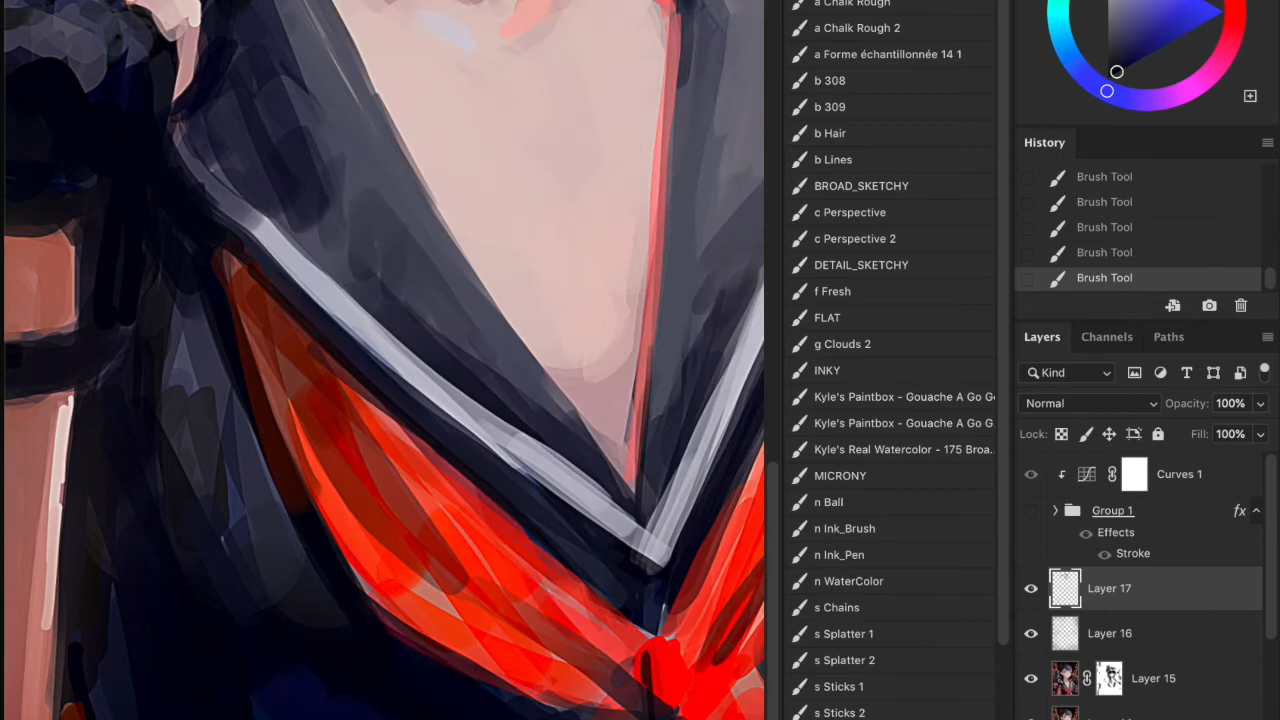 a Chalk Rough
a Chalk Rough 2
a Forme échantillonnée 14 1
b 308
b 309
b Hair
b Lines
BROAD_SKETCHY
c Perspective
c Perspective 2
DETAIL_SKETCHY
f Fresh
FLAT
g Clouds 2
INKY
Kyle's Paintbox - Gouache A Go G
Kyle's Paintbox - Gouache A Go G.
Kyle's Real Watercolor - 175 Broa...
MICRONY
n Ball
n Ink_Brush
n Ink_Pen
n WaterColor
s Chains
s Splatter 1
s Splatter 2
s Sticks 1
s Sticks 2
History
Brush Tool
Brush Tool
Brush Tool
Brush Tool
Brush Tool
Layers Channels Paths
Kind
Normal Opacity: 100%
Lock: Fill: 100%
Curves 1
Group 1 fx
Effects
Stroke
Layer 17
Layer 16
Layer 15